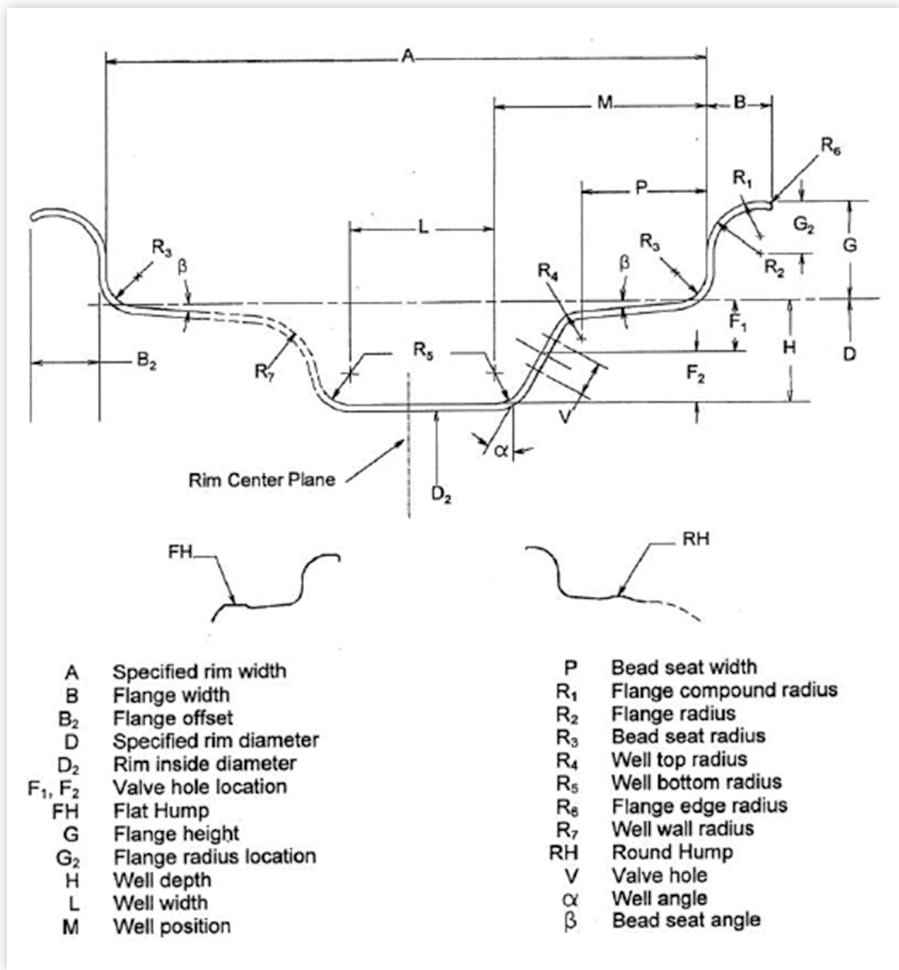 A
M
B
R₆
R₁
P
G₂
L
G
R₃
R₃
β
R₄
β
R₂
F₁
B₂
R₇
R₅
F₂
H
D
V
α
Rim Center Plane
D₂
FH
RH
A Specified rim width
B Flange width
B₂ Flange offset
D Specified rim diameter
D₂ Rim inside diameter
F₁, F₂ Valve hole location
FH Flat Hump
G Flange height
G₂ Flange radius location
H Well depth
L Well width
M Well position
P Bead seat width
R₁ Flange compound radius
R₂ Flange radius
R₃ Bead seat radius
R₄ Well top radius
R₅ Well bottom radius
R₆ Flange edge radius
R₇ Well wall radius
RH Round Hump
V Valve hole
α Well angle
β Bead seat angle